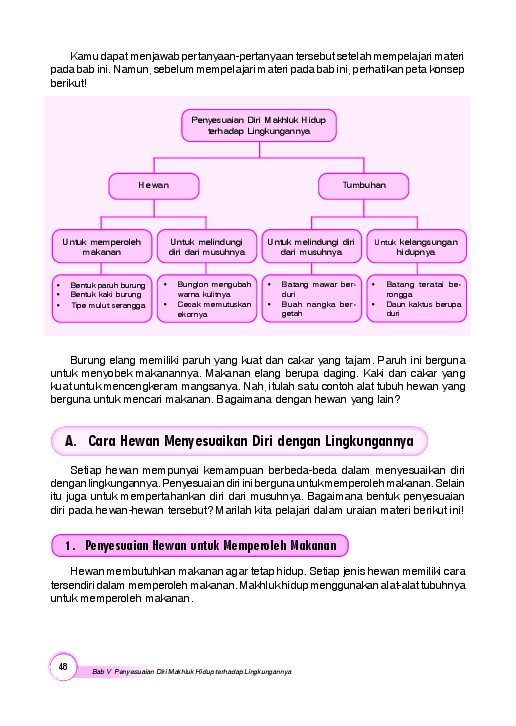 Kamu dapat menjawab pertanyaan-pertanyaan tersebut setelah mempelajari materi
pada bab ini. Namun, sebelum mempelajari materi pada bab ini, perhatikan peta konsep
berikut!
Penyesuaian Diri Makhluk Hidup
terhadap Lingkungannya
Hewan
Tumbuhan
Untuk memperoleh
makanan
Untuk melindungi
diri dari musuhnya
Untuk melindungi diri
dari musuhnya
Untuk kelangsungan
hidupnya
• Bentuk paruh burung
• Bentuk kaki burung
• Tipe mulut serangga
• Bunglon mengubah
warna kulitnya
• Cecak memutuskan
ekornya
• Batang mawar ber-
duri
• Buah nangka ber-
getah
• Batang teratai be-
rongga
• Daun kaktus berupa
duri
Burung elang memiliki paruh yang kuat dan cakar yang tajam. Paruh ini berguna
untuk menyobek makanannya. Makanan elang berupa daging. Kaki dan cakar yang
kuat untuk mencengkeram mangsanya. Nah, itulah satu contoh alat tubuh hewan yang
berguna untuk mencari makanan. Bagaimana dengan hewan yang lain?
A. Cara Hewan Menyesuaikan Diri dengan Lingkungannya
Setiap hewan mempunyai kemampuan berbeda-beda dalam menyesuaikan diri
dengan lingkungannya. Penyesuaian diri ini berguna untuk memperoleh makanan. Selain
itu juga untuk mempertahankan diri dari musuhnya. Bagaimana bentuk penyesuaian
diri pada hewan-hewan tersebut? Marilah kita pelajari dalam uraian materi berikut ini!
1. Penyesuaian Hewan untuk Memperoleh Makanan
Hewan membutuhkan makanan agar tetap hidup. Setiap jenis hewan memiliki cara
tersendiri dalam memperoleh makanan. Makhluk hidup menggunakan alat-alat tubuhnya
untuk memperoleh makanan.
48
Bab V Penyesuaian Diri Makhluk Hidup terhadap Lingkungannya